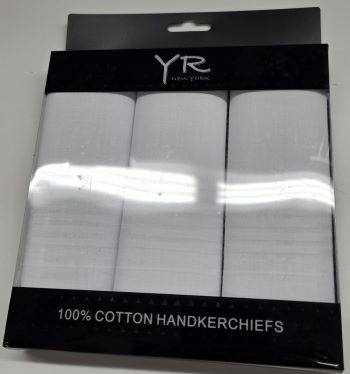 YR
NEW YORK
100% COTTON HANDKERCHIEFS